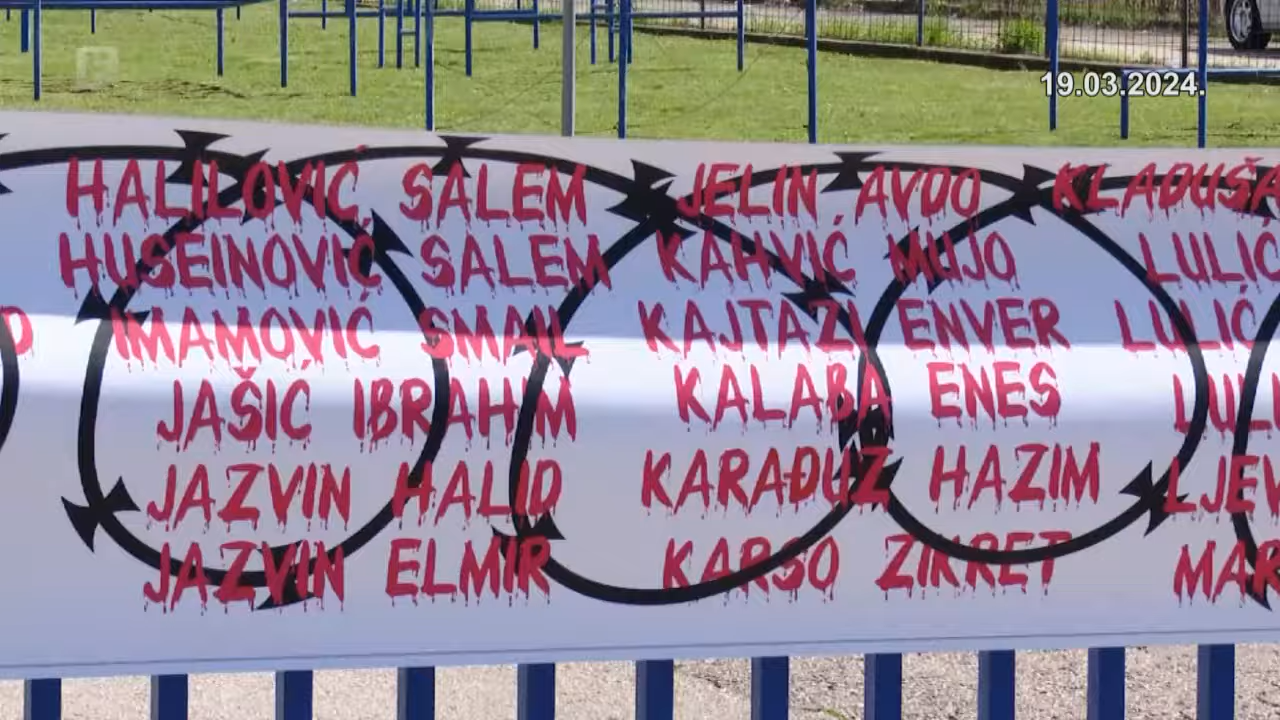 19.03.2024.
HALILOVIĆ SALEM
HUSEINOVIĆ SALEM
IMAMOVIĆ SMAIL
JAŠIĆ IBRAHIM
JAZVIN HALID
JAZVIN ELMIR
JELIN AVDO
KAHVIĆ MUJO
KAJTAZI ENVER
KALABA ENES
KARAĐUZ HAZIM
KARSO ZIKRET
KLADUŠA
LULIĆ
LULIĆ
LUL
LJEV
MAR